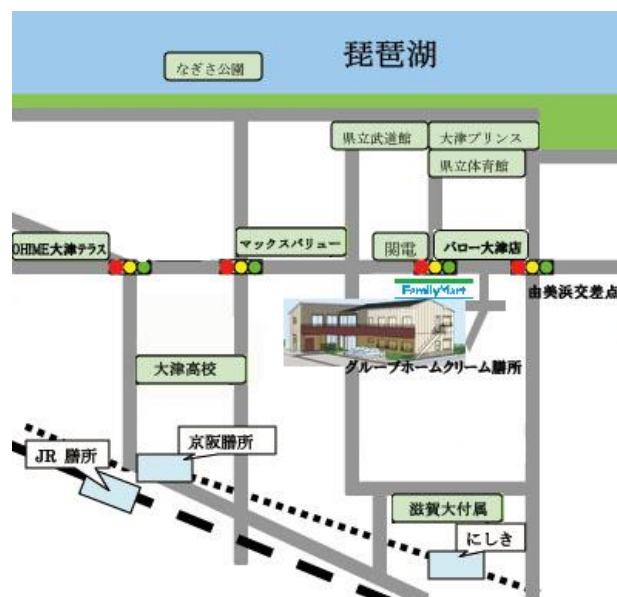 琵琶湖
なぎさ公園
県立武道館
大津プリンス
県立体育館
OHIME大津テラス
マックスバリュー
関電
バロー大津店
FamilyMart
由美浜交差点
グループホームクリーム膳所
大津高校
京阪膳所
JR 膳所
滋賀大付属
にしき